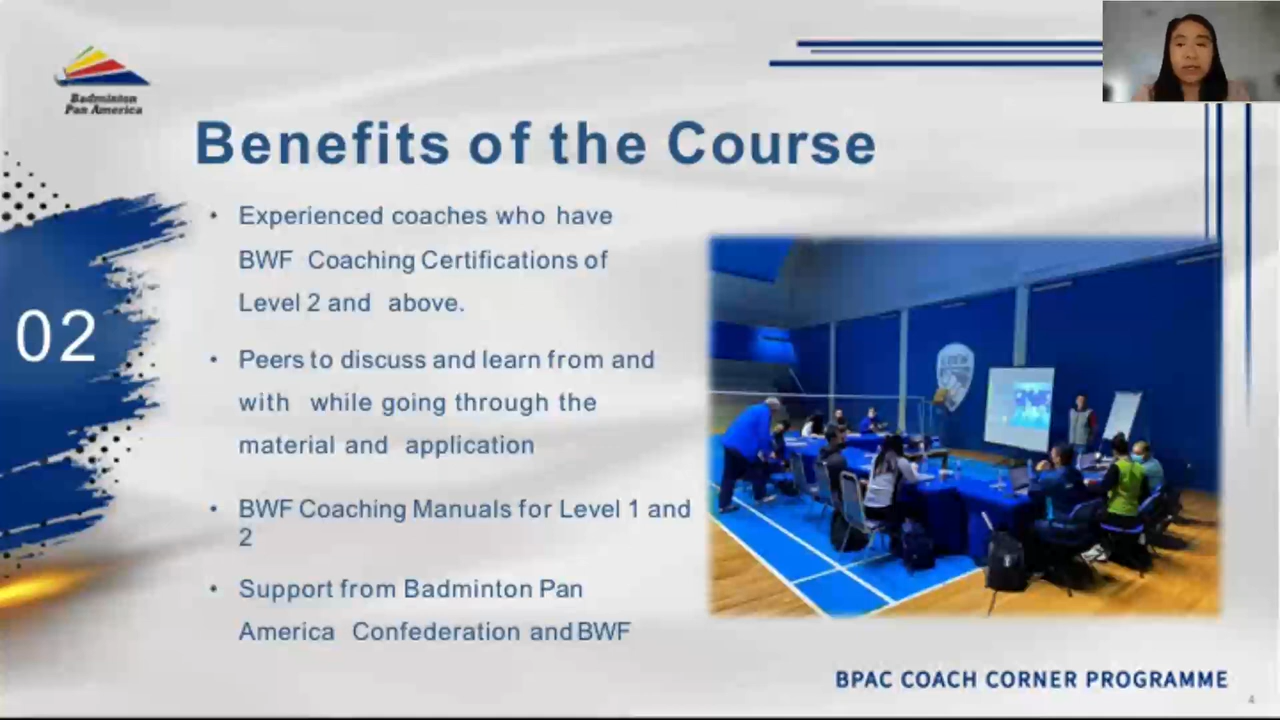 Badminton
Pan America
Benefits of the Course
02
• Experienced coaches who have
BWF Coaching Certifications of
Level 2 and above.
• Peers to discuss and learn from and
with while going through the
material and application
• BWF Coaching Manuals for Level 1 and
2
• Support from Badminton Pan
America Confederation and BWF
BPAC COACH CORNER PROGRAMME
4